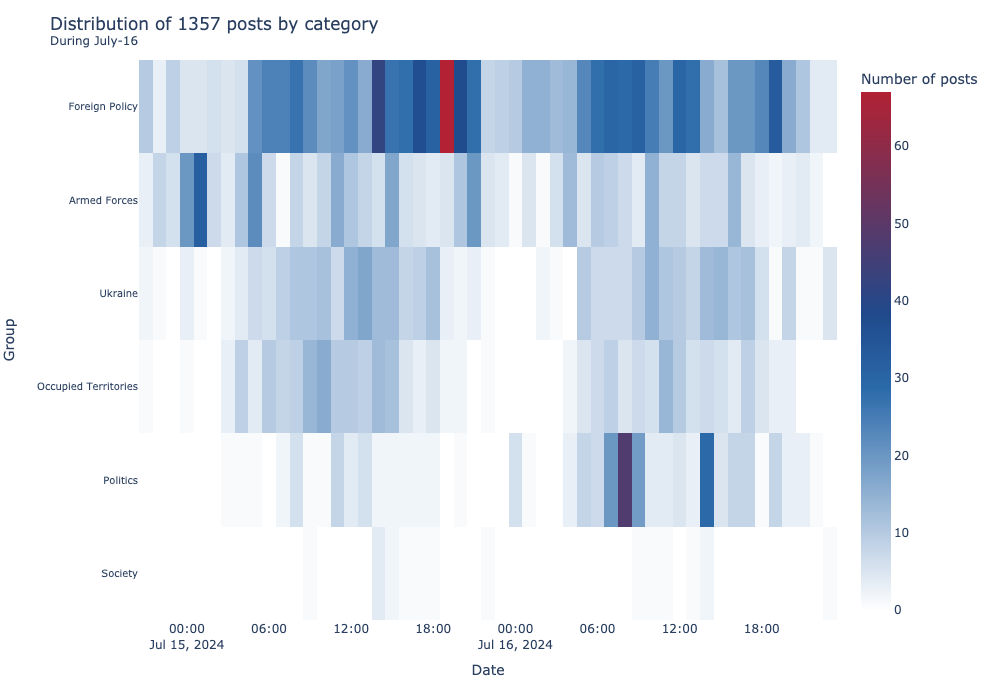 Distribution of 1357 posts by category
During July-16
Number of posts
Foreign Policy
Armed Forces
Ukraine
Occupied Territories
Politics
Society
Group
60
50
40
30
20
10
0
00:00 06:00 12:00 18:00 00:00 06:00 12:00 18:00
Jul 15, 2024 Jul 16, 2024
Date